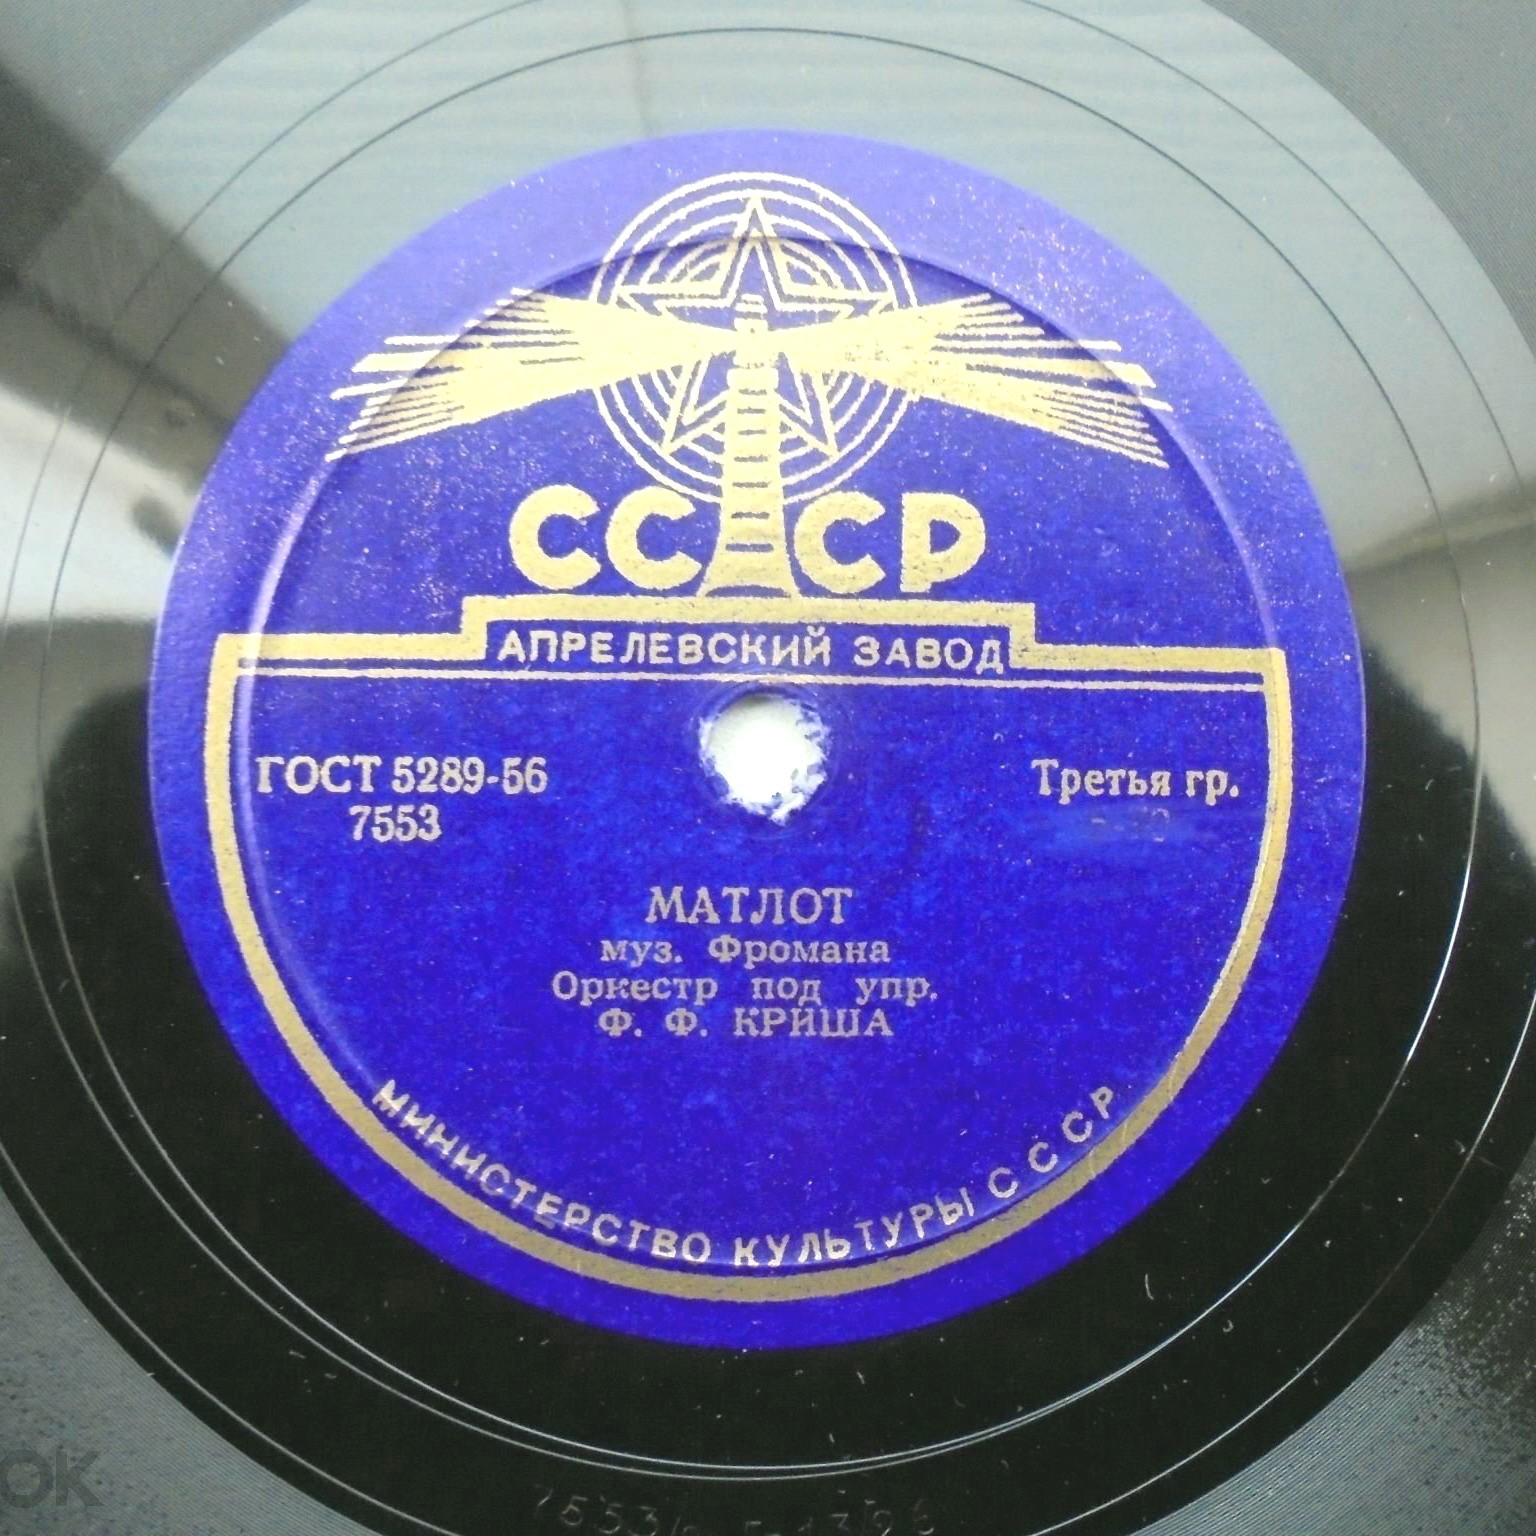 СССР
АПРЕЛЕВСКИЙ ЗАВОД
ГОСТ 5289-56
7553
Третья гр.
МАТЛОТ
муз. Фромана
Оркестр под упр.
Ф. Ф. КРИША
МИНИСТЕРСТВО КУЛЬТУРЫ СССР
OK